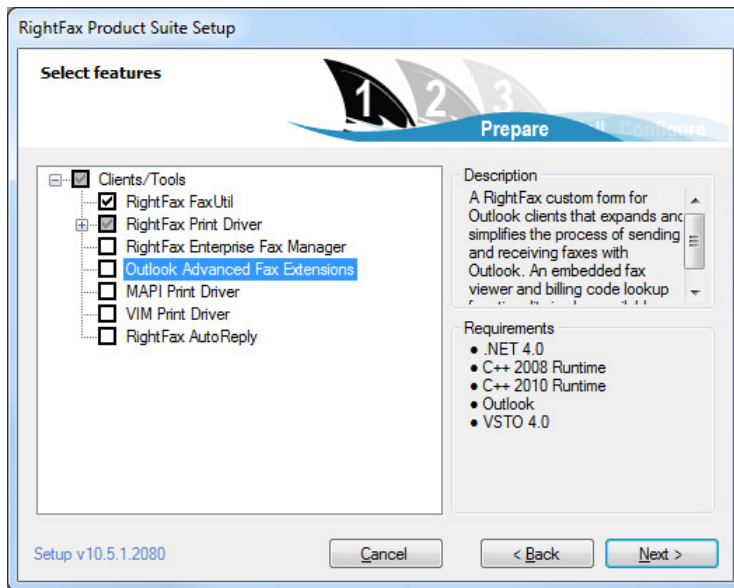 RightFax Product Suite Setup
Select features
1 2 3
Prepare
Configure
Clients/Tools
RightFax FaxUtil
RightFax Print Driver
RightFax Enterprise Fax Manager
Outlook Advanced Fax Extensions
MAPI Print Driver
VIM Print Driver
RightFax AutoReply
Description
A RightFax custom form for
Outlook clients that expands and
simplifies the process of sending
and receiving faxes with
Outlook. An embedded fax
viewer and billing code lookup
Requirements
● .NET 4.0
● C++ 2008 Runtime
● C++ 2010 Runtime
● Outlook
● VSTO 4.0
Setup v10.5.1.2080
Cancel
< Back
Next >